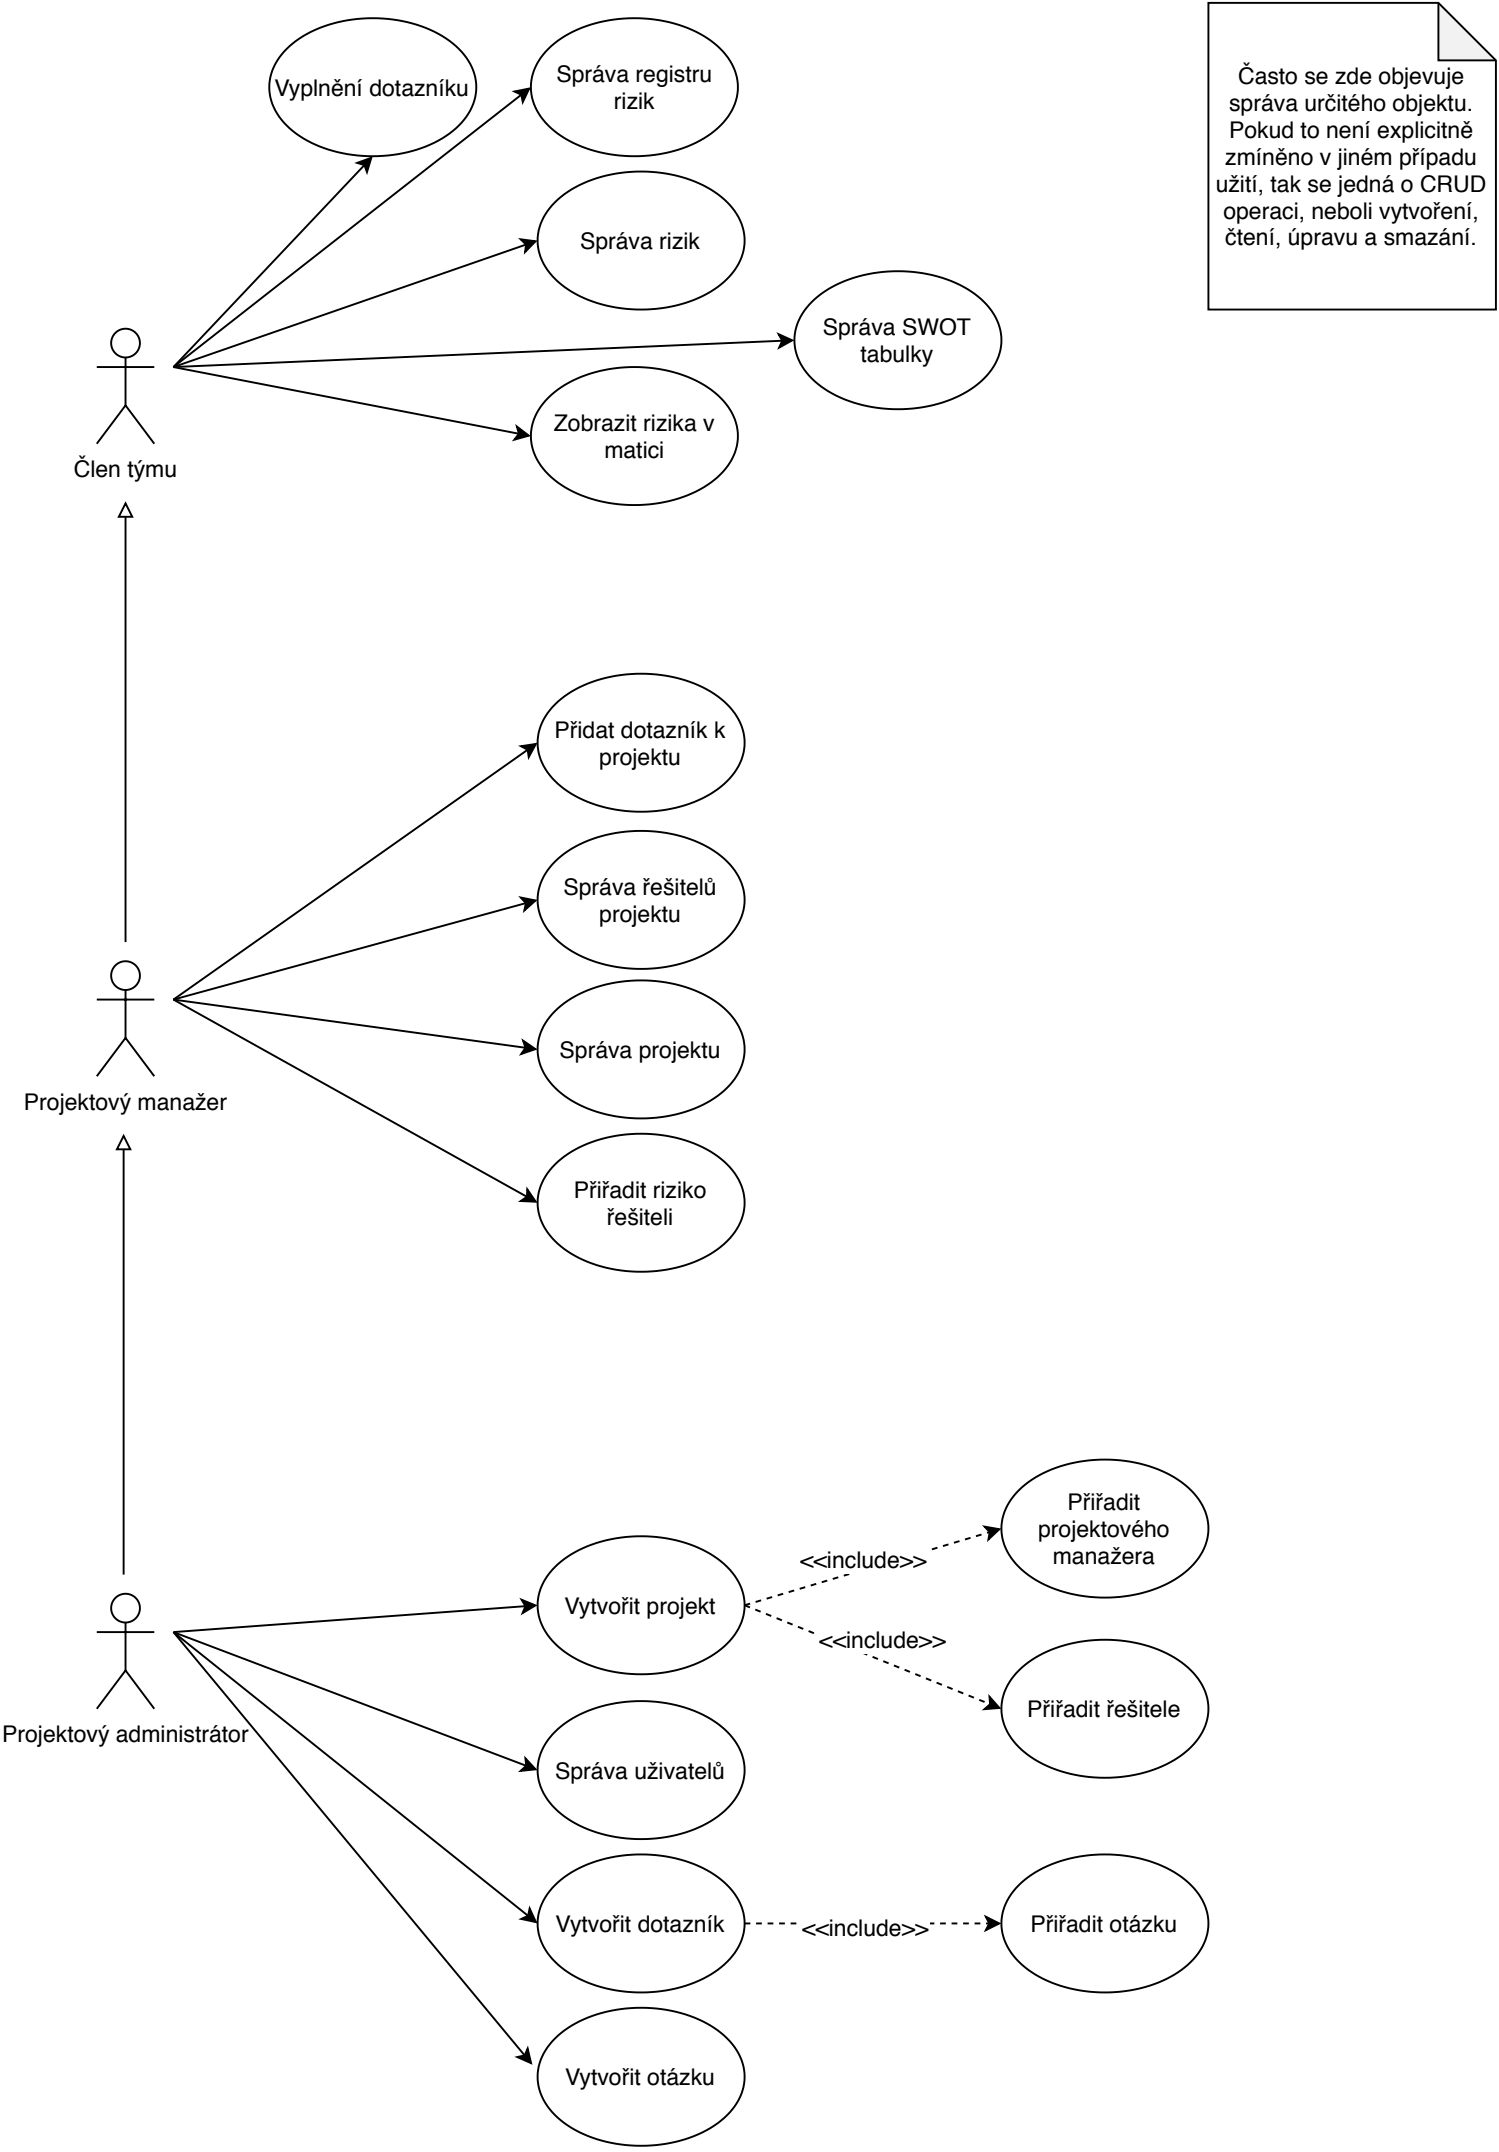 Vyplnění dotazníku
Správa registru
rizik
Často se zde objevuje
správa určitého objektu.
Pokud to není explicitně
zmíněno v jiném případu
užití, tak se jedná o CRUD
operaci, neboli vytvoření,
čtení, úpravu a smazání.
Správa rizik
Správa SWOT
tabulky
Zobrazit rizika v
matici
Člen týmu
Přidat dotazník k
projektu
Správa řešitelů
projektu
Správa projektu
Projektový manažer
Přiřadit riziko
řešiteli
Přiřadit
projektového
manažera
<<include>>
Vytvořit projekt
<<include>>
Přiřadit řešitele
Projektový administrátor
Správa uživatelů
Vytvořit dotazník
<<include>>
Přiřadit otázku
Vytvořit otázku